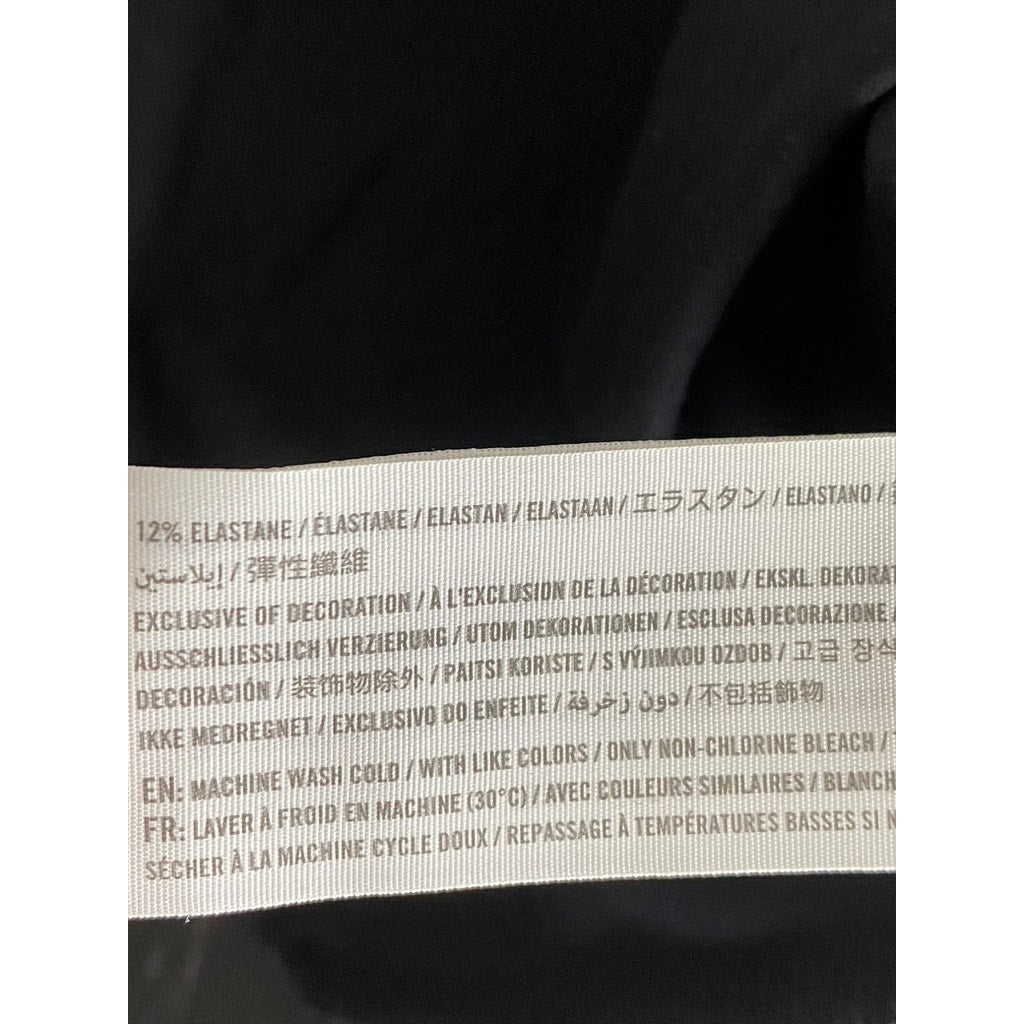 12% ELASTANE / ÉLASTANE / ELASTAN / ELASTAAN / エラスタン / ELASTANO /
إيلاستين / 彈性纖維
EXCLUSIVE OF DECORATION / À L'EXCLUSION DE LA DÉCORATION / EKSKL. DEKORAT
AUSSCHLIESSLICH VERZIERUNG / UTOM DEKORATIONEN / ESCLUSA DECORAZIONE /
DECORACIÓN / 装飾物除外 / PAITSI KORISTE / S VÝJIMKOU OZDOB / 고급 장식
IKKE MEDREGNET / EXCLUSIVO DO ENFEITE / دون زخرفة / 不包括飾物
EN: MACHINE WASH COLD / WITH LIKE COLORS / ONLY NON-CHLORINE BLEACH / T
FR: LAVER À FROID EN MACHINE (30°C) / AVEC COULEURS SIMILAIRES / BLANCH
SÉCHER À LA MACHINE CYCLE DOUX / REPASSAGE À TEMPÉRATURES BASSES SI N